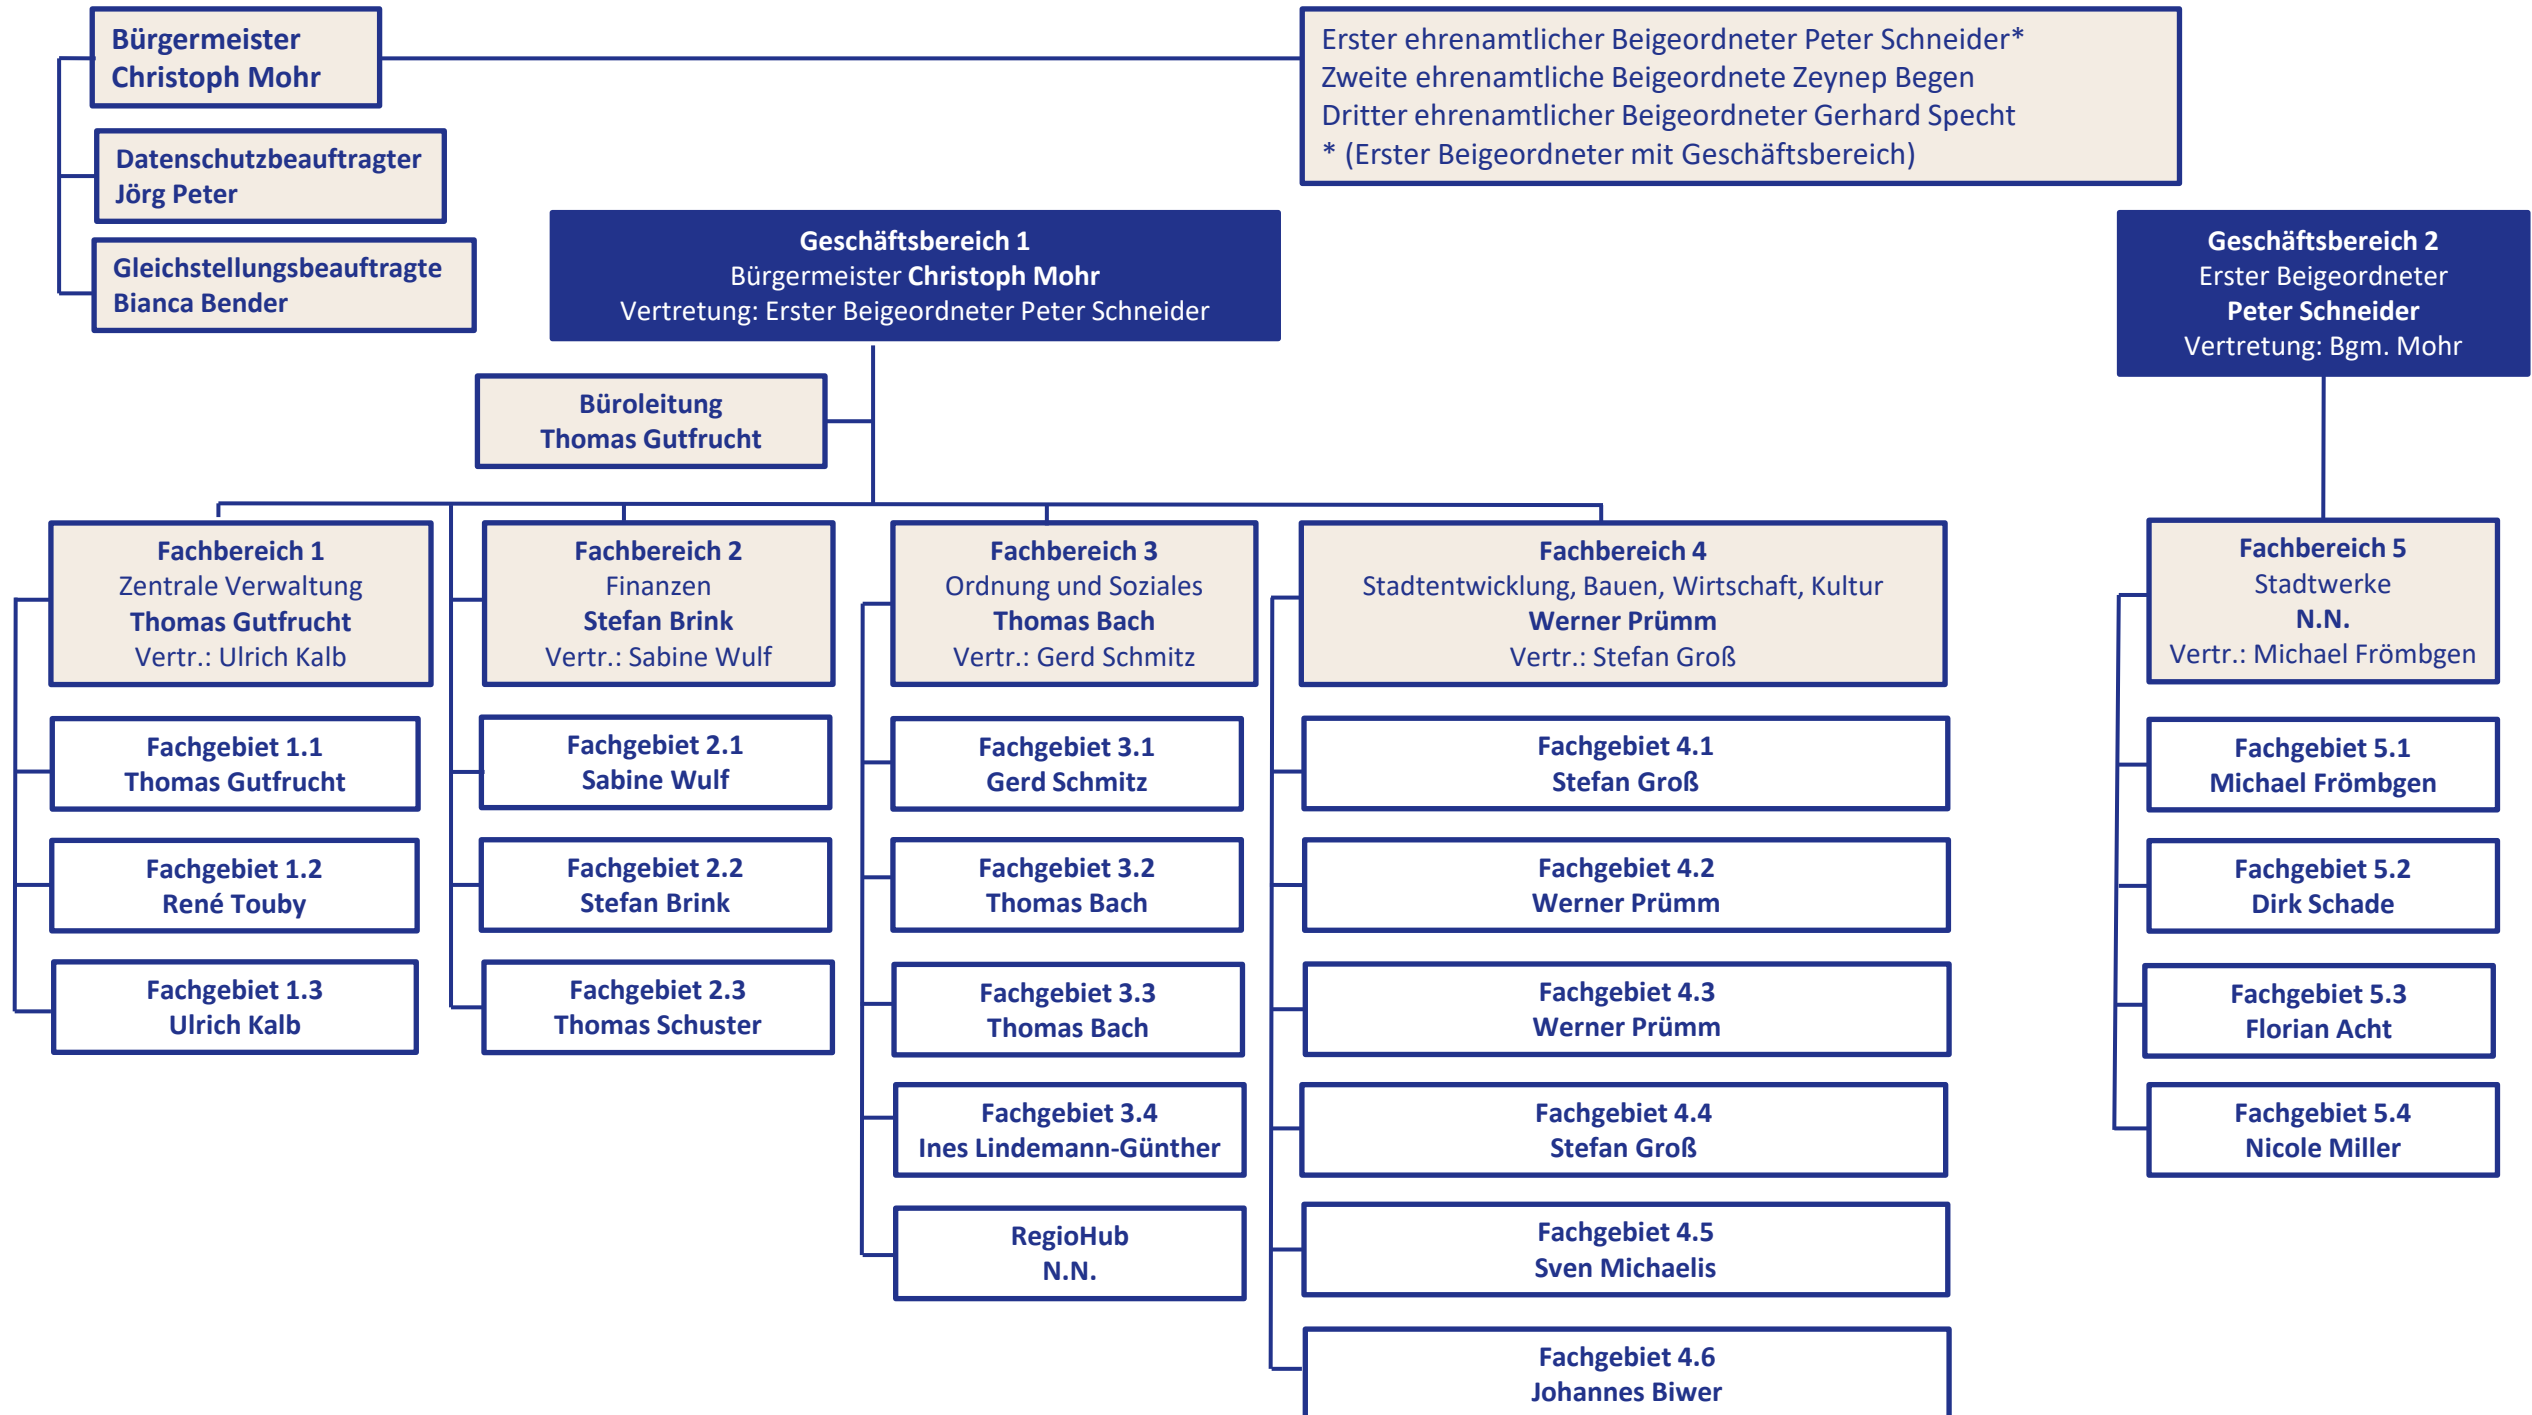 Bürgermeister
Christoph Mohr
Erster ehrenamtlicher Beigeordneter Peter Schneider*
Zweite ehrenamtliche Beigeordnete Zeynep Begen
Dritter ehrenamtlicher Beigeordneter Gerhard Specht
* (Erster Beigeordneter mit Geschäftsbereich)
Datenschutzbeauftragter
Jörg Peter
Gleichstellungsbeauftragte
Bianca Bender
Geschäftsbereich 1
Bürgermeister Christoph Mohr
Vertretung: Erster Beigeordneter Peter Schneider
Geschäftsbereich 2
Erster Beigeordneter
Peter Schneider
Vertretung: Bgm. Mohr
Büroleitung
Thomas Gutfrucht
Fachbereich 1
Zentrale Verwaltung
Thomas Gutfrucht
Vertr.: Ulrich Kalb
Fachgebiet 1.1
Thomas Gutfrucht
Fachgebiet 1.2
René Touby
Fachgebiet 1.3
Ulrich Kalb
Fachbereich 2
Finanzen
Stefan Brink
Vertr.: Sabine Wulf
Fachgebiet 2.1
Sabine Wulf
Fachgebiet 2.2
Stefan Brink
Fachgebiet 2.3
Thomas Schuster
Fachbereich 3
Ordnung und Soziales
Thomas Bach
Vertr.: Gerd Schmitz
Fachgebiet 3.1
Gerd Schmitz
Fachgebiet 3.2
Thomas Bach
Fachgebiet 3.3
Thomas Bach
Fachgebiet 3.4
Ines Lindemann-Günther
RegioHub
N.N.
Fachbereich 4
Stadtentwicklung, Bauen, Wirtschaft, Kultur
Werner Prümm
Vertr.: Stefan Groß
Fachgebiet 4.1
Stefan Groß
Fachgebiet 4.2
Werner Prümm
Fachgebiet 4.3
Werner Prümm
Fachgebiet 4.4
Stefan Groß
Fachgebiet 4.5
Sven Michaelis
Fachgebiet 4.6
Johannes Biwer
Fachbereich 5
Stadtwerke
N.N.
Vertr.: Michael Frömbgen
Fachgebiet 5.1
Michael Frömbgen
Fachgebiet 5.2
Dirk Schade
Fachgebiet 5.3
Florian Acht
Fachgebiet 5.4
Nicole Miller